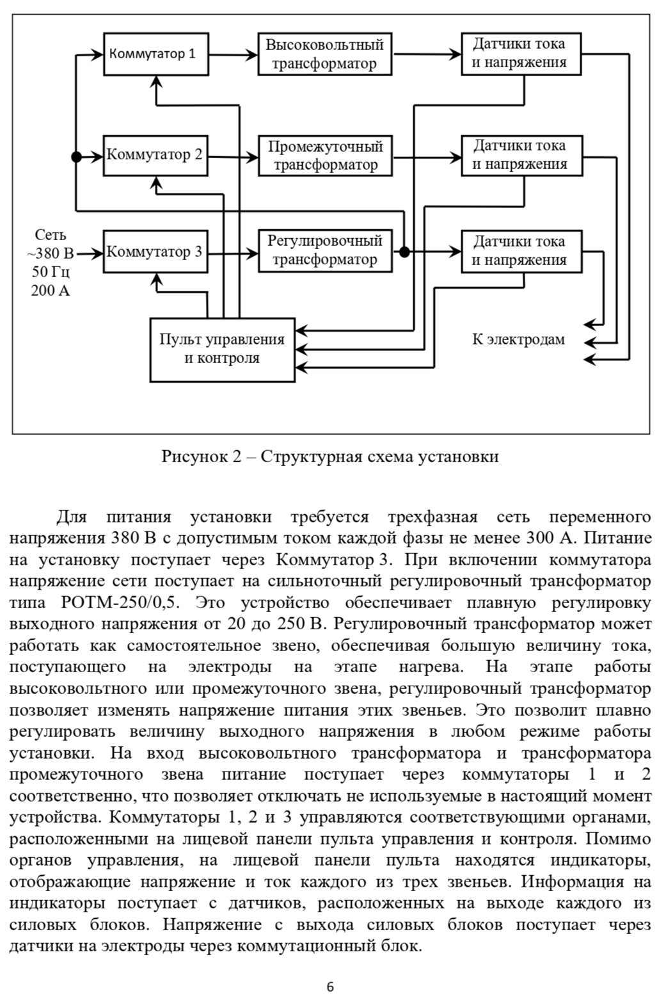 Коммутатор 1
Высоковольтный
трансформатор
Датчики тока
и напряжения
Коммутатор 2
Промежуточный
трансформатор
Датчики тока
и напряжения
Сеть
~380 В
50 Гц
200 А
Коммутатор 3
Регулировочный
трансформатор
Датчики тока
и напряжения
Пульт управления
и контроля
К электродам
Рисунок 2 – Структурная схема установки
Для питания установки требуется трехфазная сеть переменного
напряжения 380 В с допустимым током каждой фазы не менее 300 А. Питание
на установку поступает через Коммутатор 3. При включении коммутатора
напряжение сети поступает на сильноточный регулировочный трансформатор
типа РОТМ-250/0,5. Это устройство обеспечивает плавную регулировку
выходного напряжения от 20 до 250 В. Регулировочный трансформатор может
работать как самостоятельное звено, обеспечивая большую величину тока,
поступающего на электроды на этапе нагрева. На этапе работы
высоковольтного или промежуточного звена, регулировочный трансформатор
позволяет изменять напряжение питания этих звеньев. Это позволит плавно
регулировать величину выходного напряжения в любом режиме работы
установки. На вход высоковольтного трансформатора и трансформатора
промежуточного звена питание поступает через коммутаторы 1 и 2
соответственно, что позволяет отключать не используемые в настоящий момент
устройства. Коммутаторы 1, 2 и 3 управляются соответствующими органами,
расположенными на лицевой панели пульта управления и контроля. Помимо
органов управления, на лицевой панели пульта находятся индикаторы,
отображающие напряжение и ток каждого из трех звеньев. Информация на
индикаторы поступает с датчиков, расположенных на выходе каждого из
силовых блоков. Напряжение с выхода силовых блоков поступает через
датчики на электроды через коммутационный блок.
6